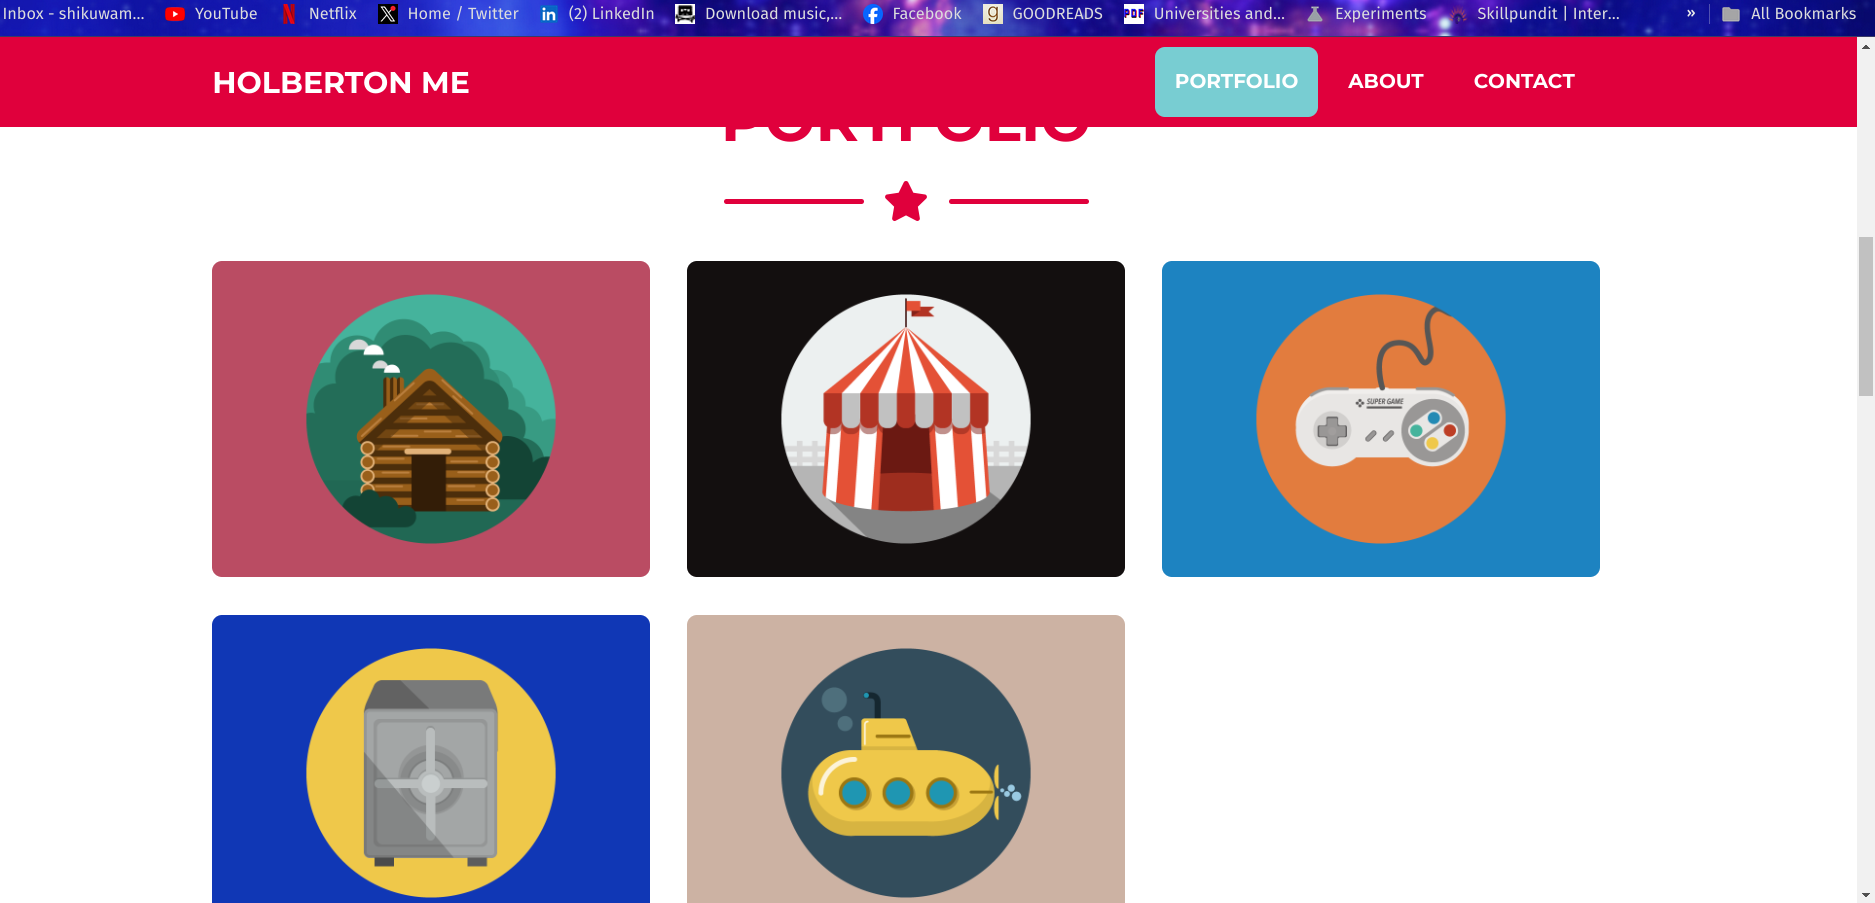 Inbox - shikuwam... YouTube Netflix Home / Twitter (2) LinkedIn Download music,... Facebook GOODREADS Universities and... Experiments Skillpundit | Inter... » All Bookmarks
HOLBERTON ME PORTFOLIO ABOUT CONTACT
PORTFOLIO
SUPER GAME